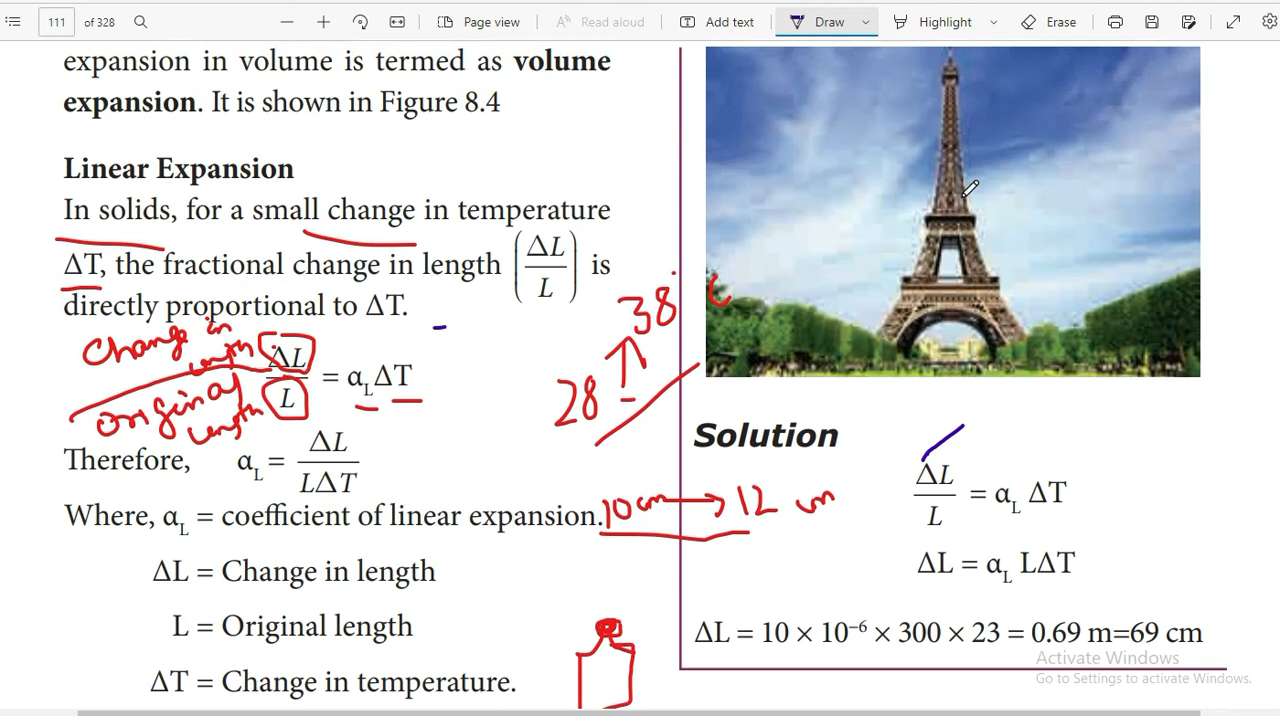 111 of 328
Page view
Read aloud
Add text
Draw
Highlight
Erase
expansion in volume is termed as volume
expansion. It is shown in Figure 8.4
Linear Expansion
In solids, for a small change in temperature
ΔT, the fractional change in length (ΔL/L) is
directly proportional to ΔT.
Change in length
original length
ΔL/L = α_L ΔT
Therefore, α_L = ΔL/LΔT
Where, α_L = coefficient of linear expansion.
ΔL = Change in length
L = Original length
ΔT = Change in temperature.
28
38° C
10 cm → 12 cm
Solution
ΔL/L = α_L ΔT
ΔL = α_L LΔT
ΔL = 10 × 10⁻⁶ × 300 × 23 = 0.69 m=69 cm
Activate Windows
Go to Settings to activate Windows.